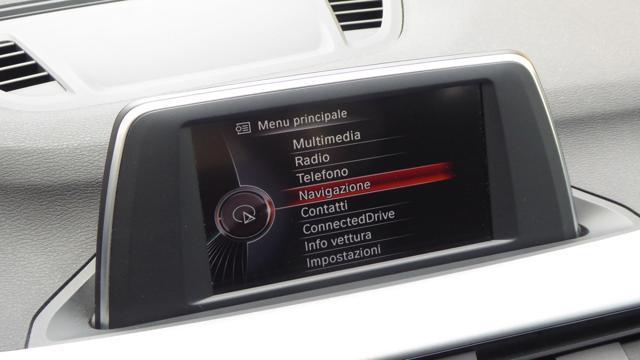 Menu principale
Multimedia
Radio
Telefono
Navigazione
Contatti
ConnectedDrive
Info vettura
Impostazioni